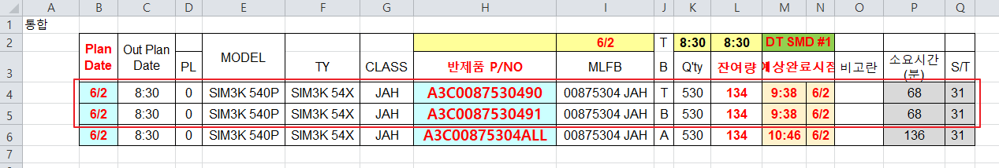 A B C D E F G H I J K L M N O P Q
1 통합
2 Plan Date Out Plan Date MODEL 6/2 T 8:30 8:30 DT SMD #1
3 PL TY CLASS 반제품 P/NO MLFB B Q'ty 잔여량 예상완료시점 비고란 소요시간 (분) S/T
4 6/2 8:30 0 SIM3K 540P SIM3K 54X JAH A3C0087530490 00875304 JAH T 530 134 9:38 6/2 68 31
5 6/2 8:30 0 SIM3K 540P SIM3K 54X JAH A3C0087530491 00875304 JAH B 530 134 9:38 6/2 68 31
6 6/2 8:30 0 SIM3K 540P SIM3K 54X JAH A3C00875304ALL 00875304 JAH A 530 134 10:46 6/2 136 31
7